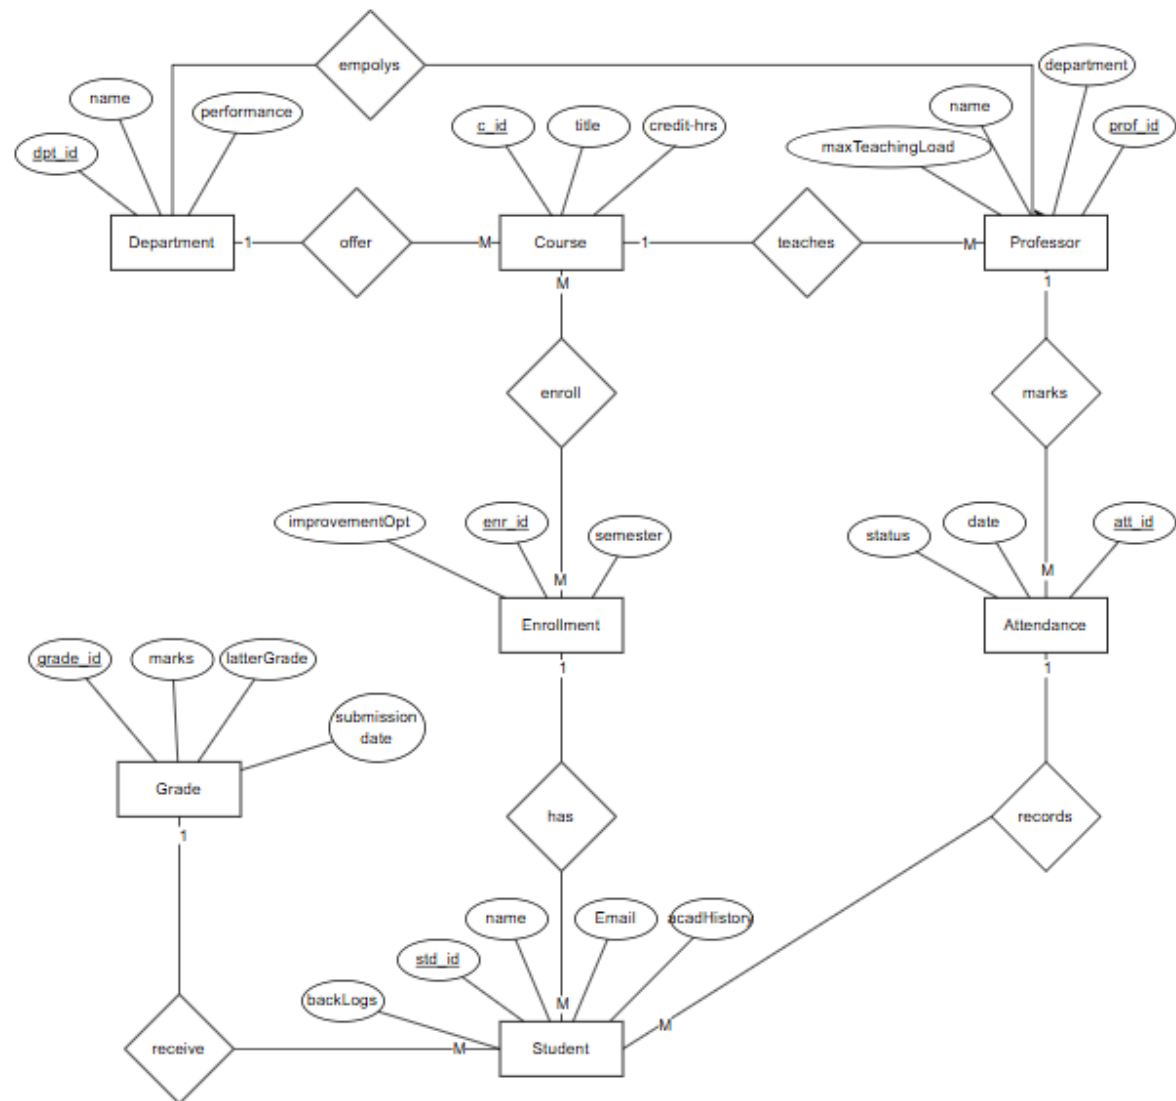 empolys
department
name
performance
c_id
title
credit-hrs
name
prof_id
dpt_id
maxTeachingLoad
Department
1
offer
M
Course
1
teaches
M
Professor
M
1
enroll
marks
improvementOpt
enr_id
semester
status
date
att_id
M
M
Enrollment
Attendance
1
1
grade_id
marks
latterGrade
submission
date
Grade
1
has
records
name
Email
acadHistory
std_id
backLogs
M
M
receive
M
Student